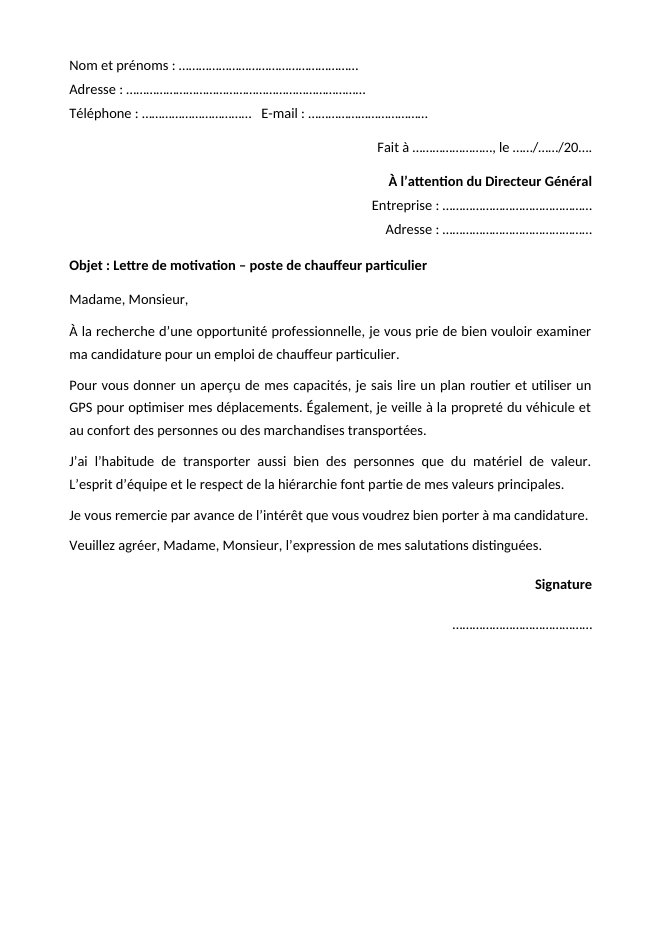 Nom et prénoms : ……………………………………………
Adresse : ………………………………………………………………
Téléphone : …………………………… E-mail : ………………………………
Fait à ……………………, le ……/……/20….
À l’attention du Directeur Général
Entreprise : ………………………………………
Adresse : ………………………………………
Objet : Lettre de motivation – poste de chauffeur particulier
Madame, Monsieur,
À la recherche d’une opportunité professionnelle, je vous prie de bien vouloir examiner
ma candidature pour un emploi de chauffeur particulier.
Pour vous donner un aperçu de mes capacités, je sais lire un plan routier et utiliser un
GPS pour optimiser mes déplacements. Également, je veille à la propreté du véhicule et
au confort des personnes ou des marchandises transportées.
J’ai l’habitude de transporter aussi bien des personnes que du matériel de valeur.
L’esprit d’équipe et le respect de la hiérarchie font partie de mes valeurs principales.
Je vous remercie par avance de l’intérêt que vous voudrez bien porter à ma candidature.
Veuillez agréer, Madame, Monsieur, l’expression de mes salutations distinguées.
Signature
……………………………………